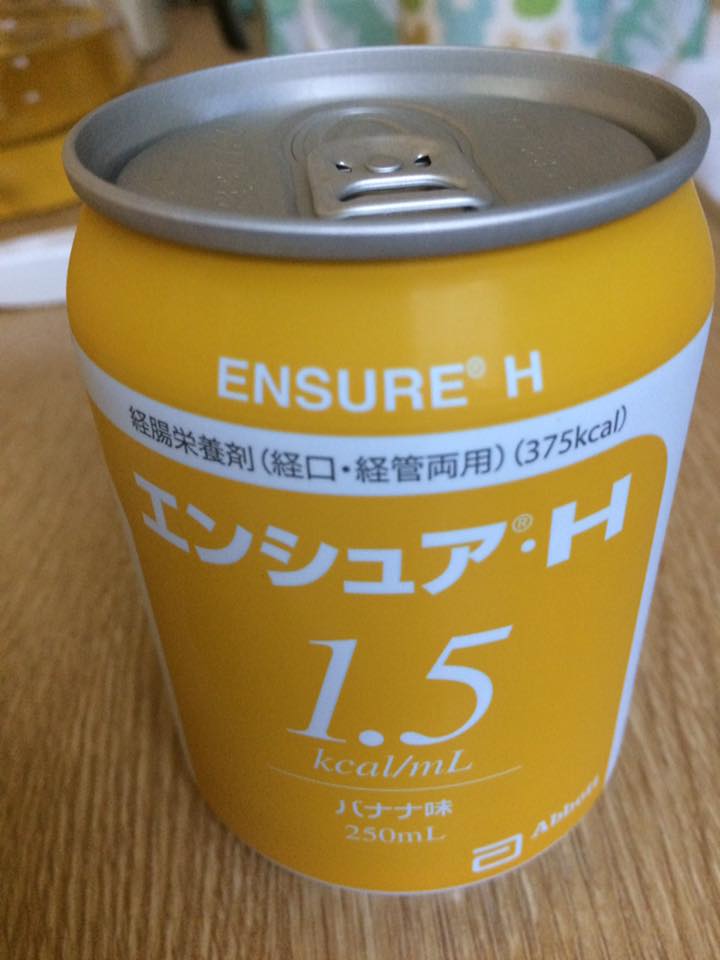 ENSURE® H
経腸栄養剤(経口・経管両用)(375kcal)
エンシュア®・H
1.5
kcal/mL
バナナ味
250mL
Abbott